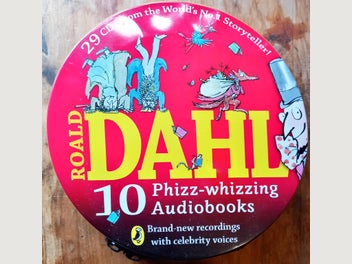 29 CDs from the World's No.1 Storyteller!
ROALD
DAHL
10 Phizz-whizzing
Audiobooks
Brand-new recordings
with celebrity voices